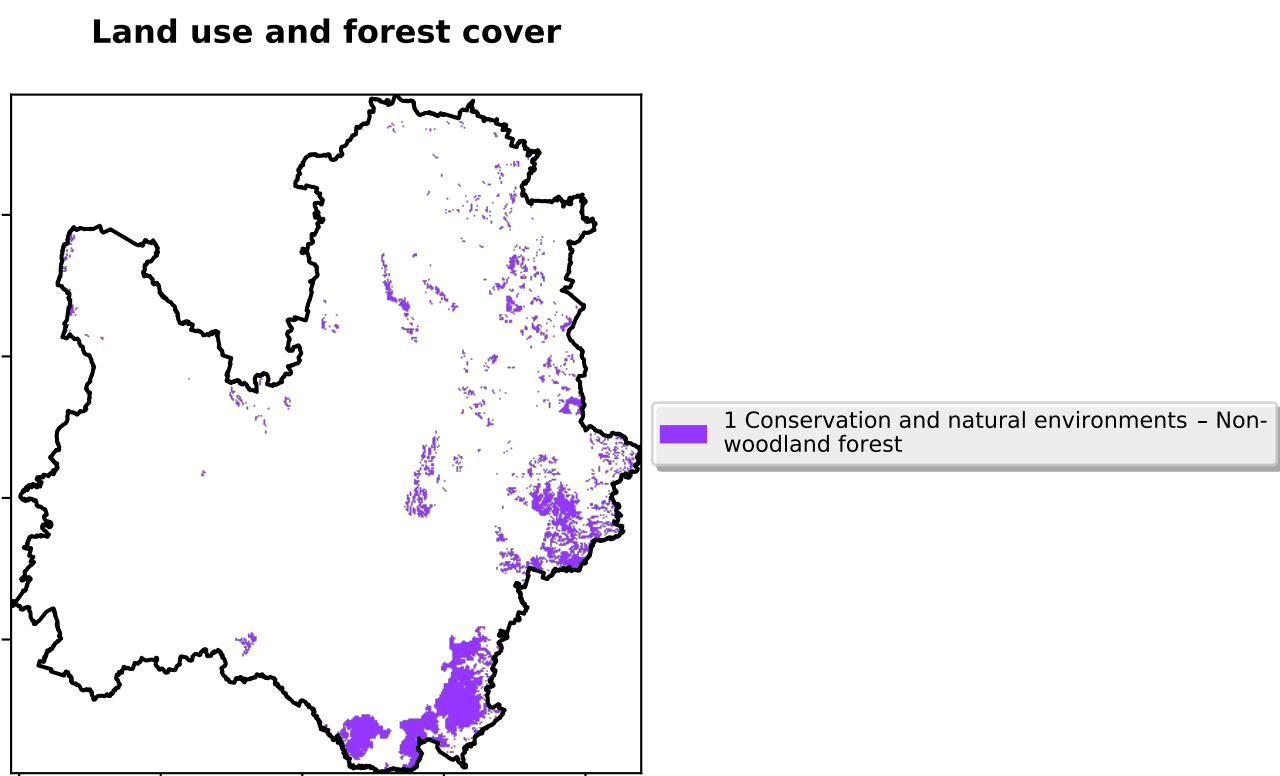 Land use and forest cover
1 Conservation and natural environments – Non-
woodland forest